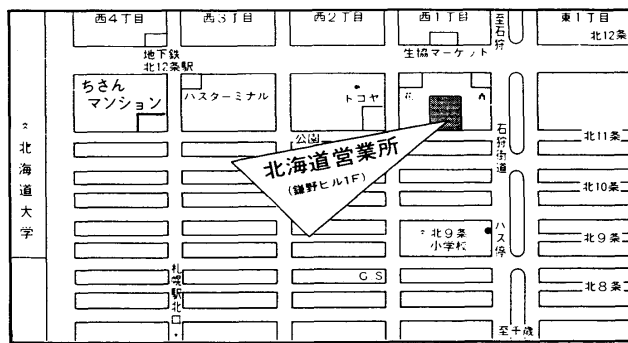 西4丁目
西3丁目
西2丁目
西1丁目
至石狩
東1丁目
北12条
地下鉄
北12条駅
生協マーケット
ちさん
マンション
バスターミナル
トコヤ
石狩街道
公園
北11条
北海道営業所
(鎌野ビル1F)
北海道大学
北10条
北9条
小学校
バス停
北9条
札幌駅北口
GS
北8条
至千歳